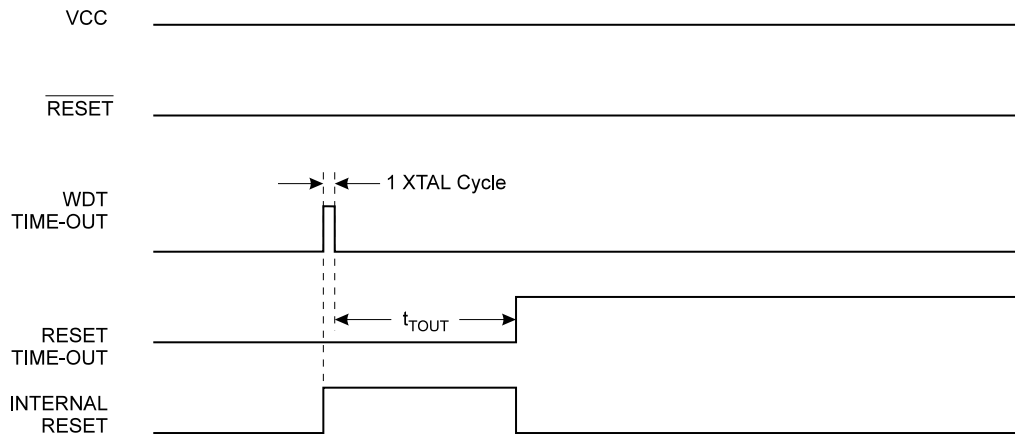 VCC
RESET
1 XTAL Cycle
WDT
TIME-OUT
tTOUT
RESET
TIME-OUT
INTERNAL
RESET